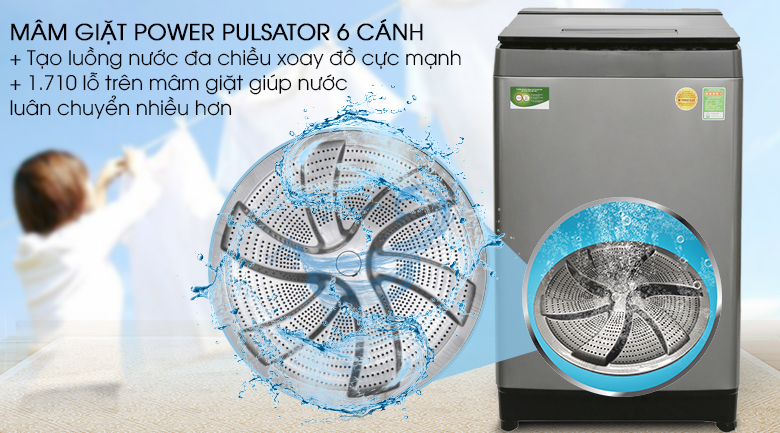 MÂM GIẶT POWER PULSATOR 6 CÁNH
+ Tạo luồng nước đa chiều xoay đồ cực mạnh
+ 1.710 lỗ trên mâm giặt giúp nước
luân chuyển nhiều hơn